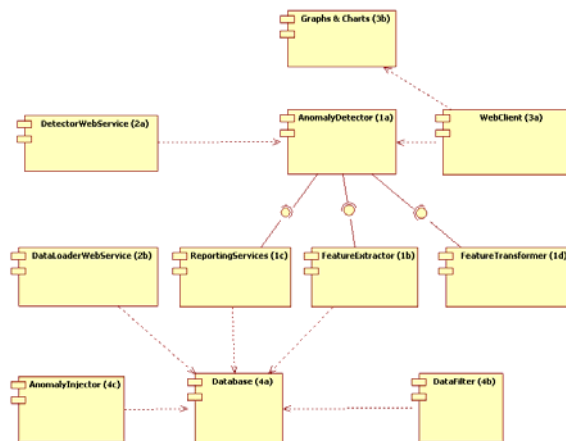 Graphs & Charts (3b)
DetectorWebService (2a)
AnomalyDetector (1a)
WebClient (3a)
DataLoaderWebService (2b)
ReportingServices (1c)
FeatureExtractor (1b)
FeatureTransformer (1d)
AnomalyInjector (4c)
Database (4a)
DataFilter (4b)